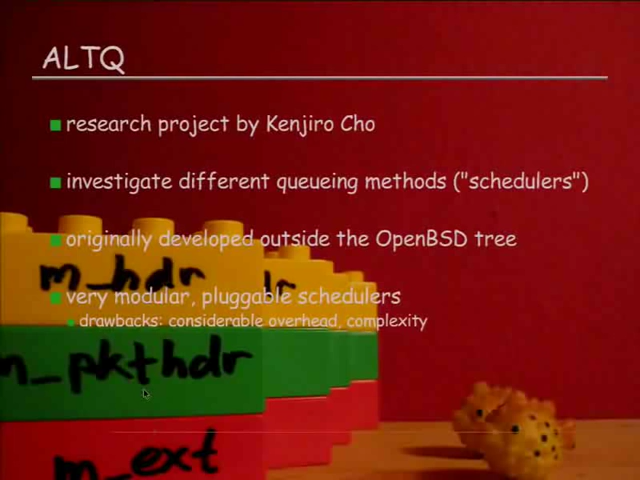 ALTQ
research project by Kenjiro Cho
investigate different queueing methods ("schedulers")
originally developed outside the OpenBSD tree
very modular, pluggable schedulers
drawbacks: considerable overhead, complexity
m_hdr
dr
m_pkthdr
m_ext